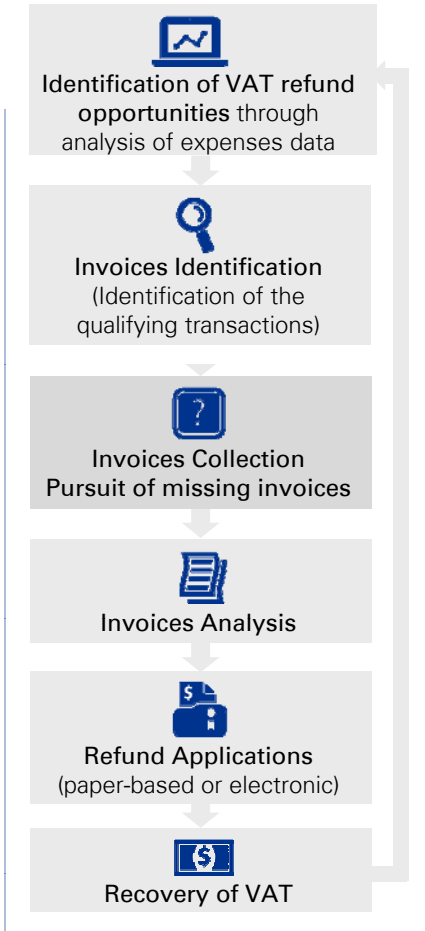 Identification of VAT refund
opportunities through
analysis of expenses data
Invoices Identification
(Identification of the
qualifying transactions)
?
Invoices Collection
Pursuit of missing invoices
Invoices Analysis
$
Refund Applications
(paper-based or electronic)
$
Recovery of VAT